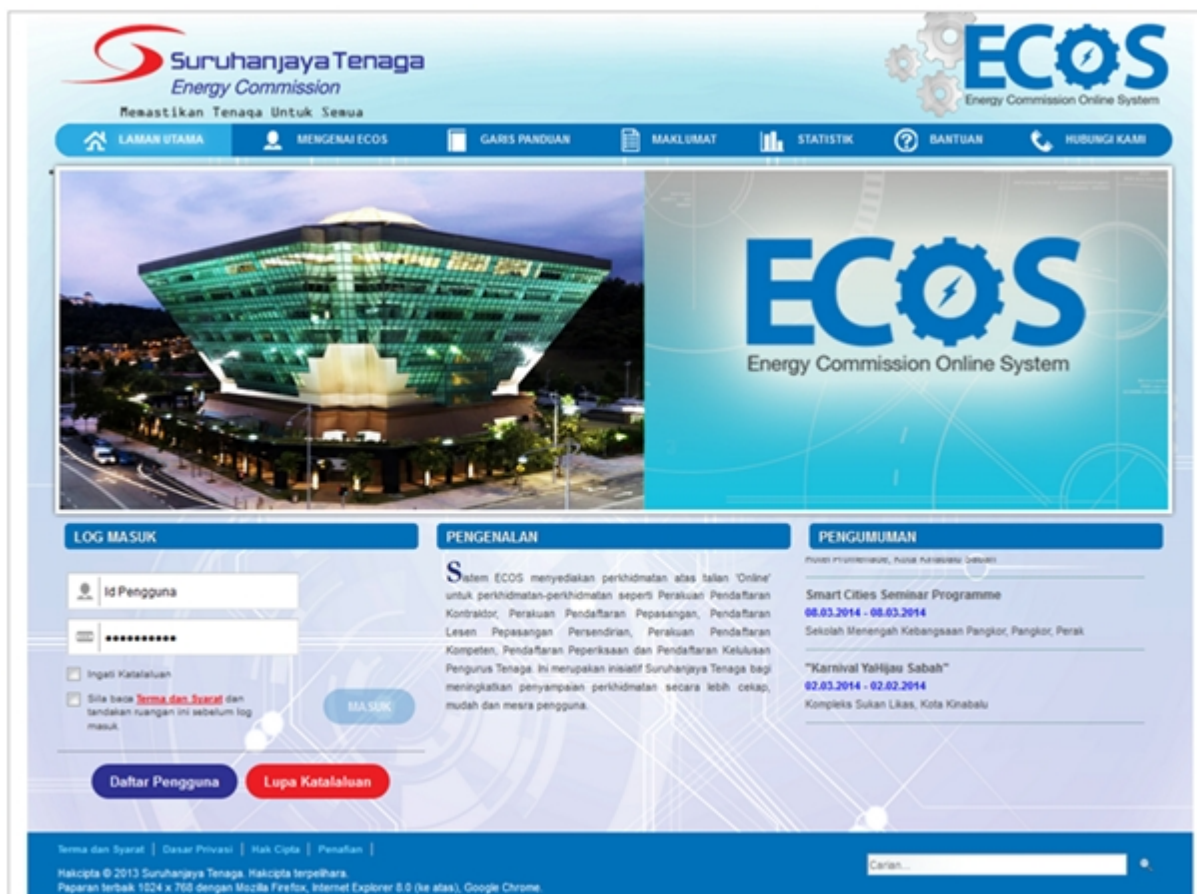 Suruhanjaya Tenaga
Energy Commission
Memastikan Tenaga Untuk Semua
ECOS
Energy Commission Online System
LAMAN UTAMA
MENGENAI ECOS
GARIS PANDUAN
MAKLUMAT
STATISTIK
BANTUAN
HUBUNGI KAMI
ECOS
Energy Commission Online System
LOG MASUK
Id Pengguna
••••••••••
Ingati Katalaluan
Sila baca Terma dan Syarat dan
tandakan ruangan ini sebelum log
masuk.
MASUK
Daftar Pengguna
Lupa Katalaluan
PENGENALAN
Sistem ECOS menyediakan perkhidmatan atas talian 'Online'
untuk perkhidmatan-perkhidmatan seperti Perakuan Pendaftaran
Kontraktor, Perakuan Pendaftaran Pepasangan, Pendaftaran
Lesen Pepasangan Persendirian, Perakuan Pendaftaran
Kompeten, Pendaftaran Peperiksaan dan Pendaftaran Kelulusan
Pengurus Tenaga. Ini merupakan inisiatif Suruhanjaya Tenaga bagi
meningkatkan penyampaian perkhidmatan secara lebih cekap,
mudah dan mesra pengguna.
PENGUMUMAN
Hotel Promenade, Kota Kinabalu Sabah
Smart Cities Seminar Programme
08.03.2014 - 08.03.2014
Sekolah Menengah Kebangsaan Pangkor, Pangkor, Perak
"Karnival YaHijau Sabah"
02.03.2014 - 02.02.2014
Kompleks Sukan Likas, Kota Kinabalu
Terma dan Syarat | Dasar Privasi | Hak Cipta | Penafian |
Carian...
Hakcipta © 2013 Suruhanjaya Tenaga. Hakcipta terpelihara.
Paparan terbaik 1024 x 768 dengan Mozilla Firefox, Internet Explorer 8.0 (ke atas), Google Chrome.